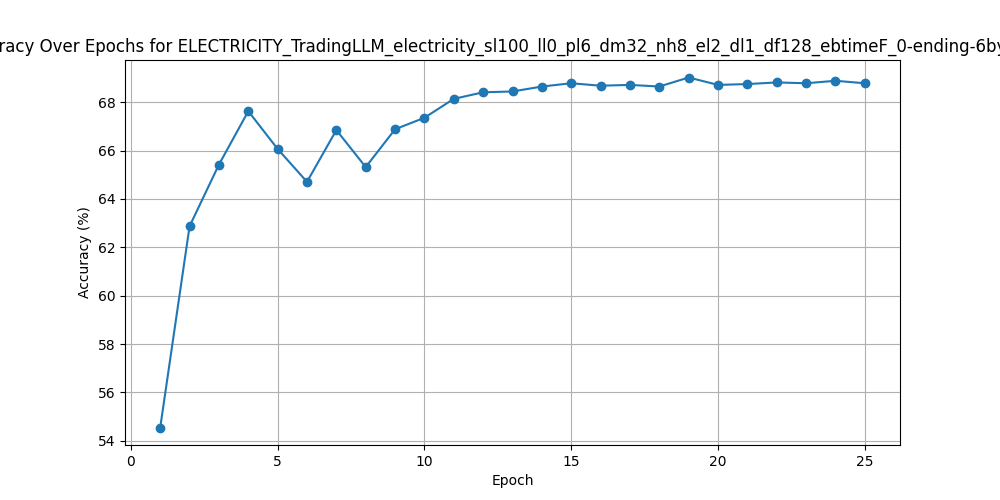 racy Over Epochs for ELECTRICITY_TradingLLM_electricity_sl100_ll0_pl6_dm32_nh8_el2_dl1_df128_ebtimeF_0-ending-6by
68
66
64
62
60
58
56
54
Accuracy (%)
0 5 10 15 20 25
Epoch